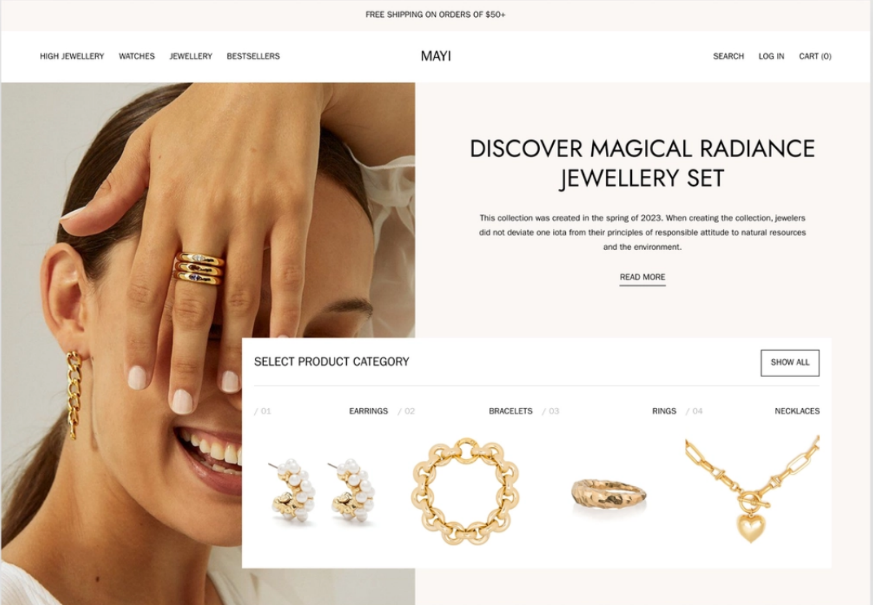 FREE SHIPPING ON ORDERS OF $50+
HIGH JEWELLERY WATCHES JEWELLERY BESTSELLERS MAYI SEARCH LOG IN CART (0)
DISCOVER MAGICAL RADIANCE
JEWELLERY SET
This collection was created in the spring of 2023. When creating the collection, jewelers
did not deviate one iota from their principles of responsible attitude to natural resources
and the environment.
READ MORE
SELECT PRODUCT CATEGORY SHOW ALL
/ 01 EARRINGS / 02 BRACELETS / 03 RINGS / 04 NECKLACES